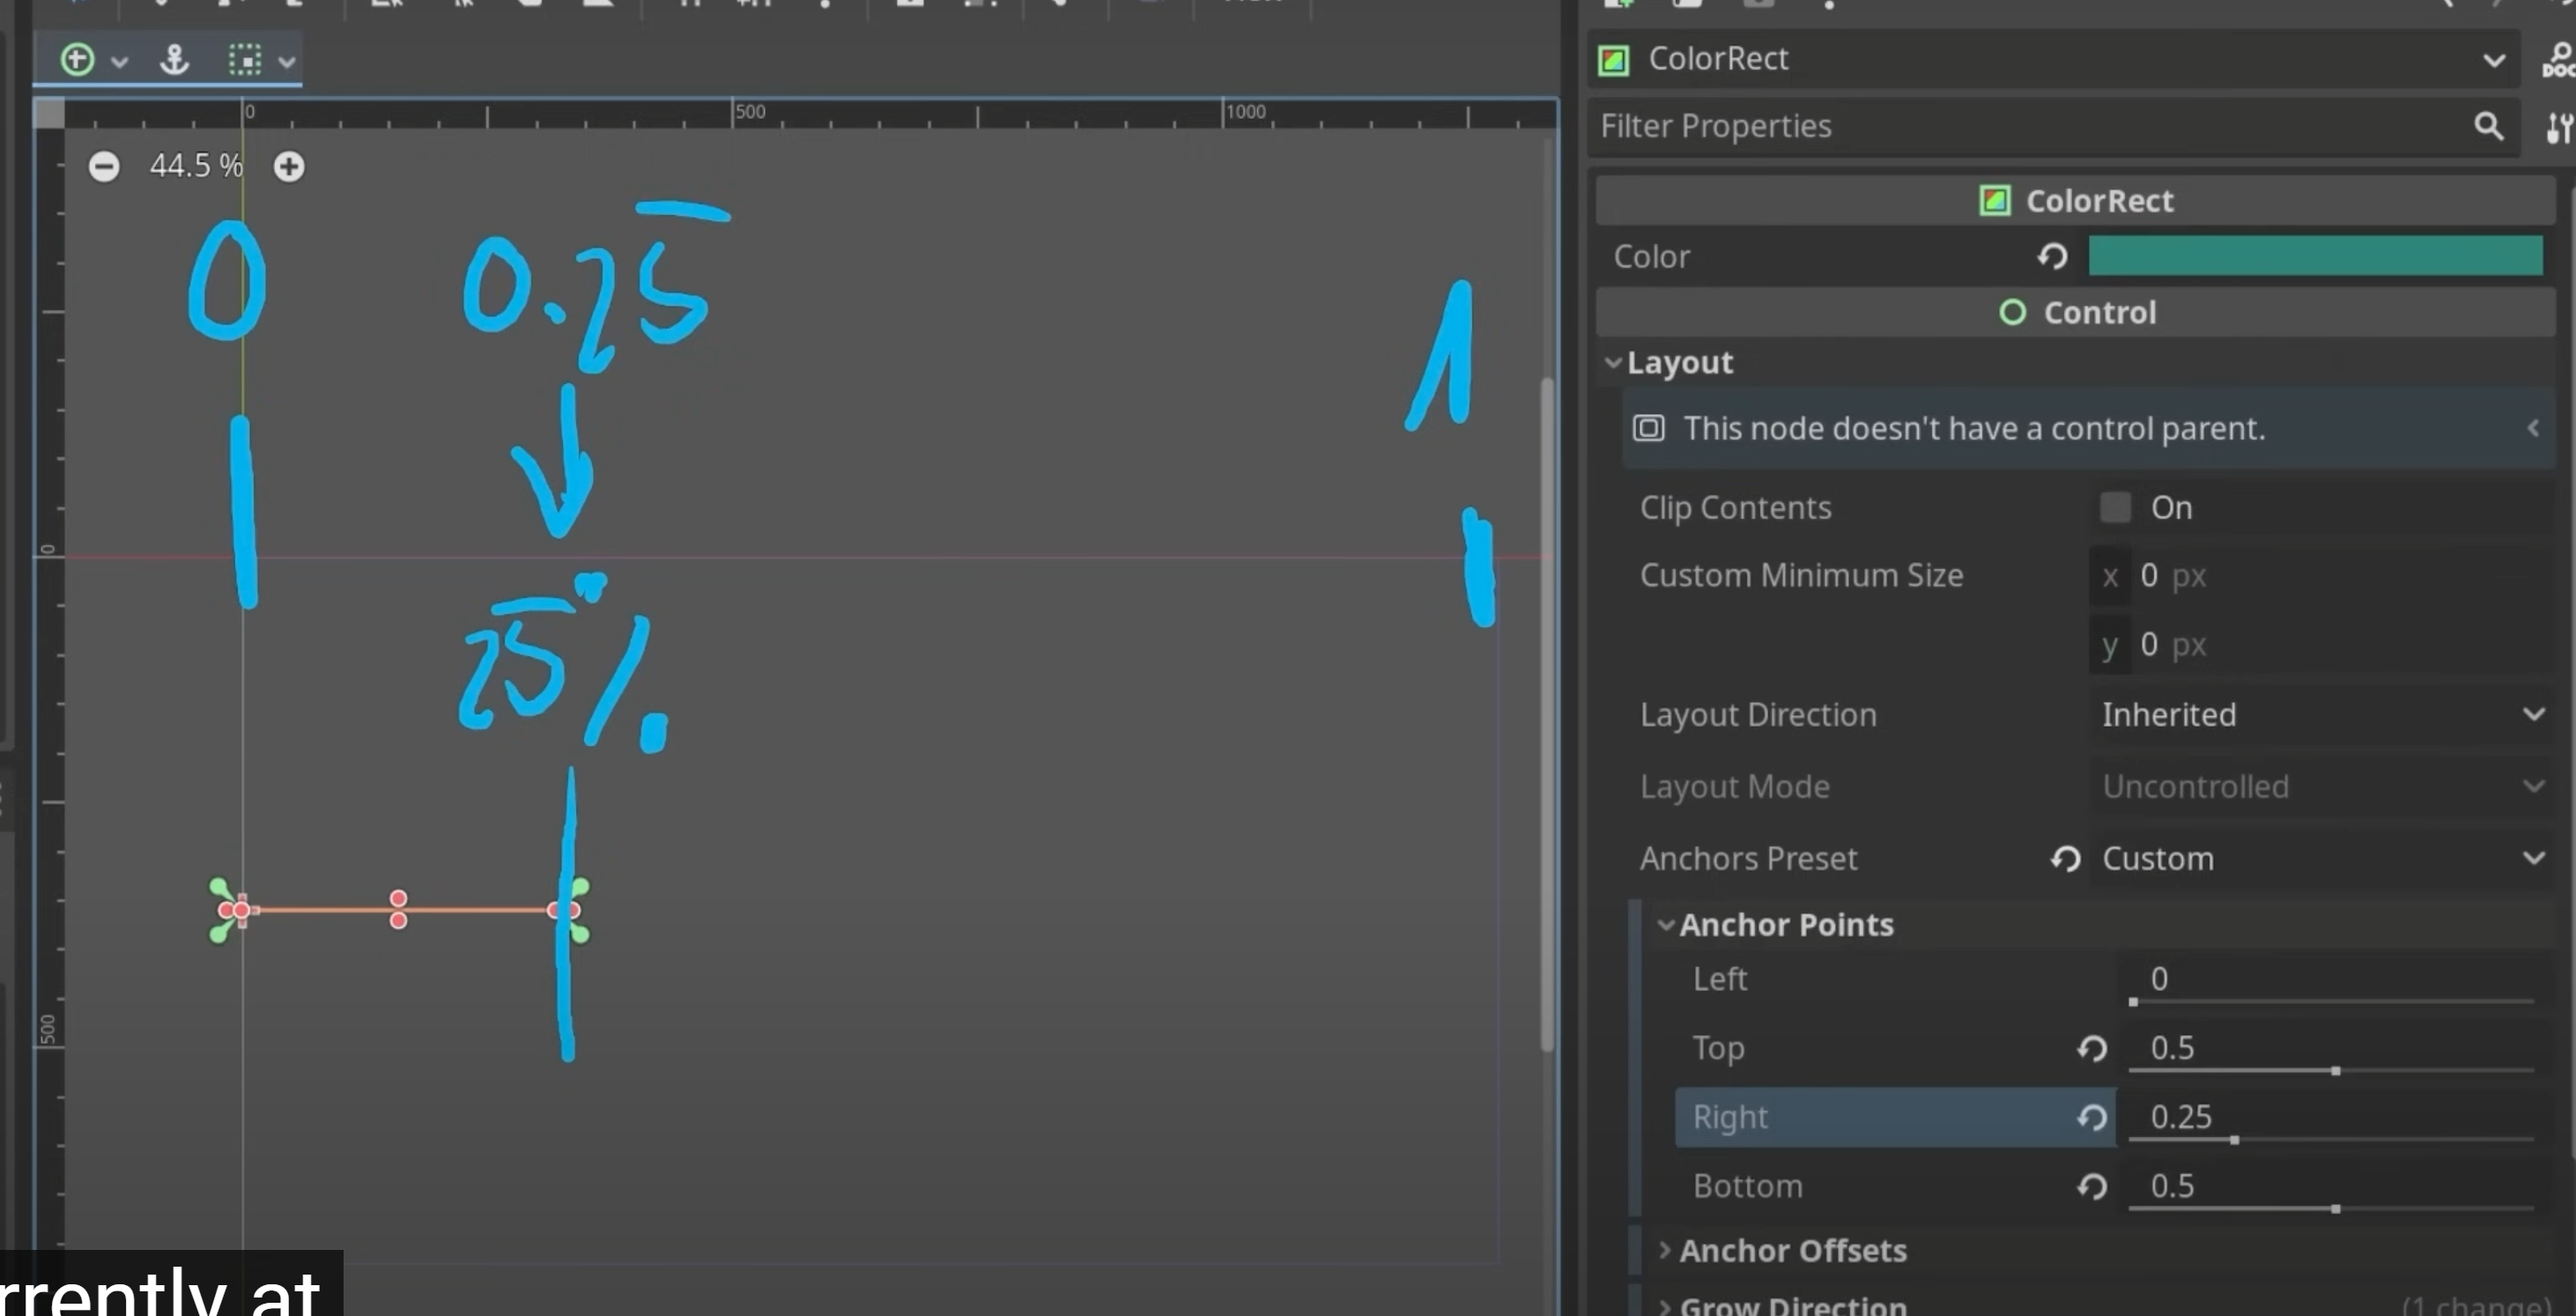 ColorRect
0
500
1000
Filter Properties
44.5 %
ColorRect
0
0.25
1
Color
Control
Layout
This node doesn't have a control parent.
Clip Contents
On
0
Custom Minimum Size
x 0 px
y 0 px
25%
Layout Direction
Inherited
Layout Mode
Uncontrolled
Anchors Preset
Custom
Anchor Points
Left
0
500
Top
0.5
Right
0.25
Bottom
0.5
Anchor Offsets
rrently at
Grow Direction
(1 change)